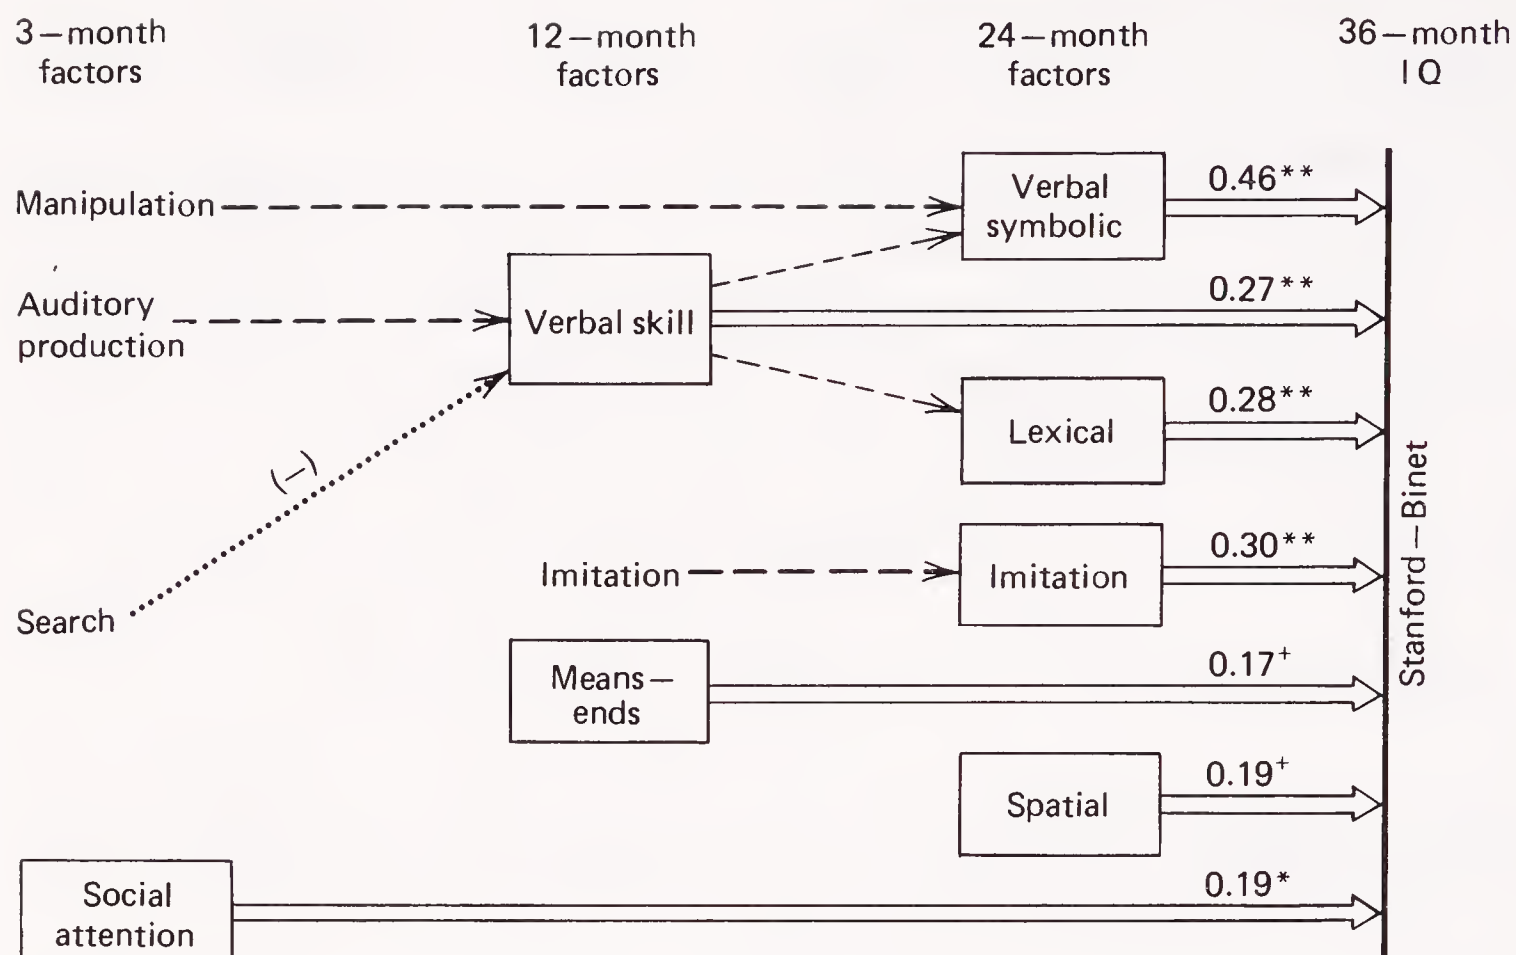 3—month
factors
12—month
factors
24—month
factors
36—month
IQ
Manipulation
Verbal
symbolic
0.46**
Auditory
production
Verbal skill
0.27**
Lexical
0.28**
(—)
Search
Imitation
Imitation
0.30**
Means—
ends
0.17+
Spatial
0.19+
Social
attention
0.19*
Stanford—Binet